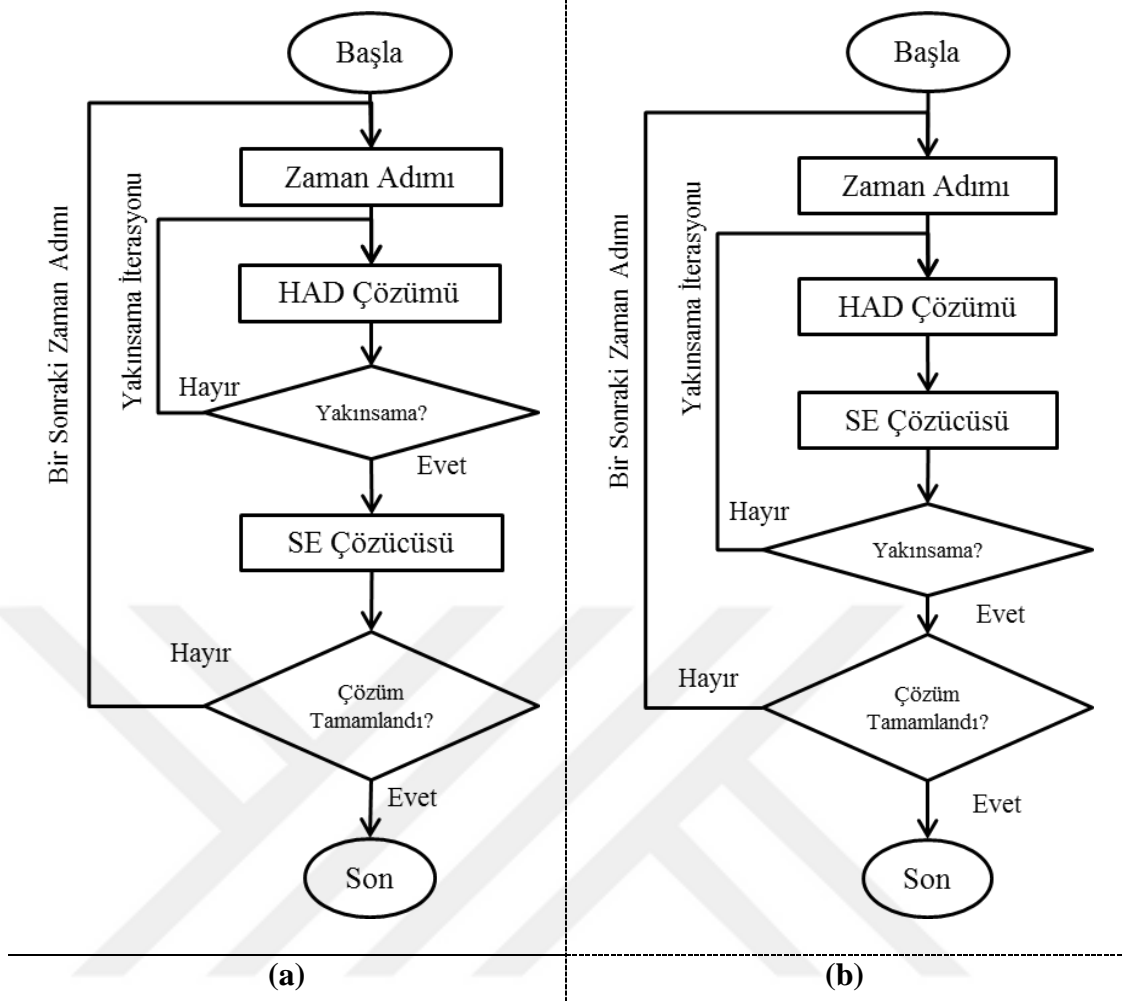 Başla
Zaman Adımı
HAD Çözümü
Yakınsama?
Hayır
Evet
SE Çözücüsü
Hayır
Çözüm
Tamamlandı?
Evet
Son
Yakınsama İterasyonu
Bir Sonraki Zaman Adımı
(a)
Başla
Zaman Adımı
HAD Çözümü
SE Çözücüsü
Hayır
Yakınsama?
Evet
Hayır
Çözüm
Tamamlandı?
Evet
Son
Yakınsama İterasyonu
Bir Sonraki Zaman Adımı
(b)